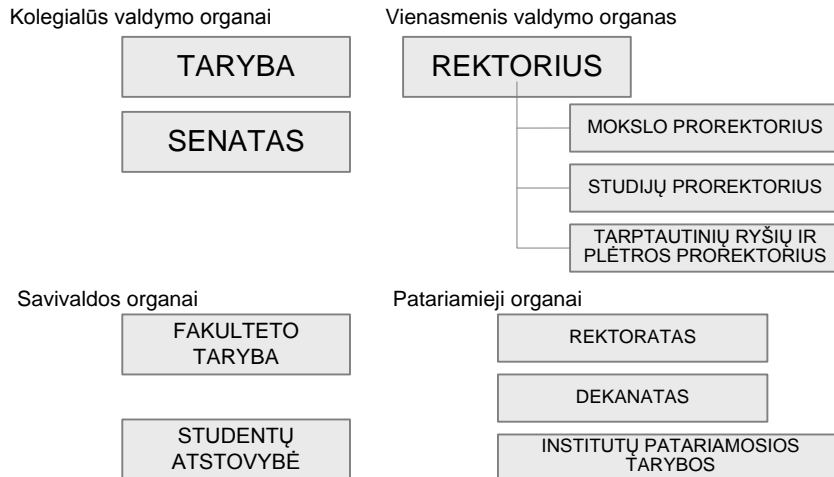 Kolegialūs valdymo organai
TARYBA
SENATAS
Vienasmenis valdymo organas
REKTORIUS
MOKSLO PROREKTORIUS
STUDIJŲ PROREKTORIUS
TARPTAUTINIŲ RYŠIŲ IR
PLĖTROS PROREKTORIUS
Savivaldos organai
FAKULTETO
TARYBA
STUDENTŲ
ATSTOVYBĖ
Patariamieji organai
REKTORATAS
DEKANATAS
INSTITUTŲ PATARIAMOSIOS
TARYBOS